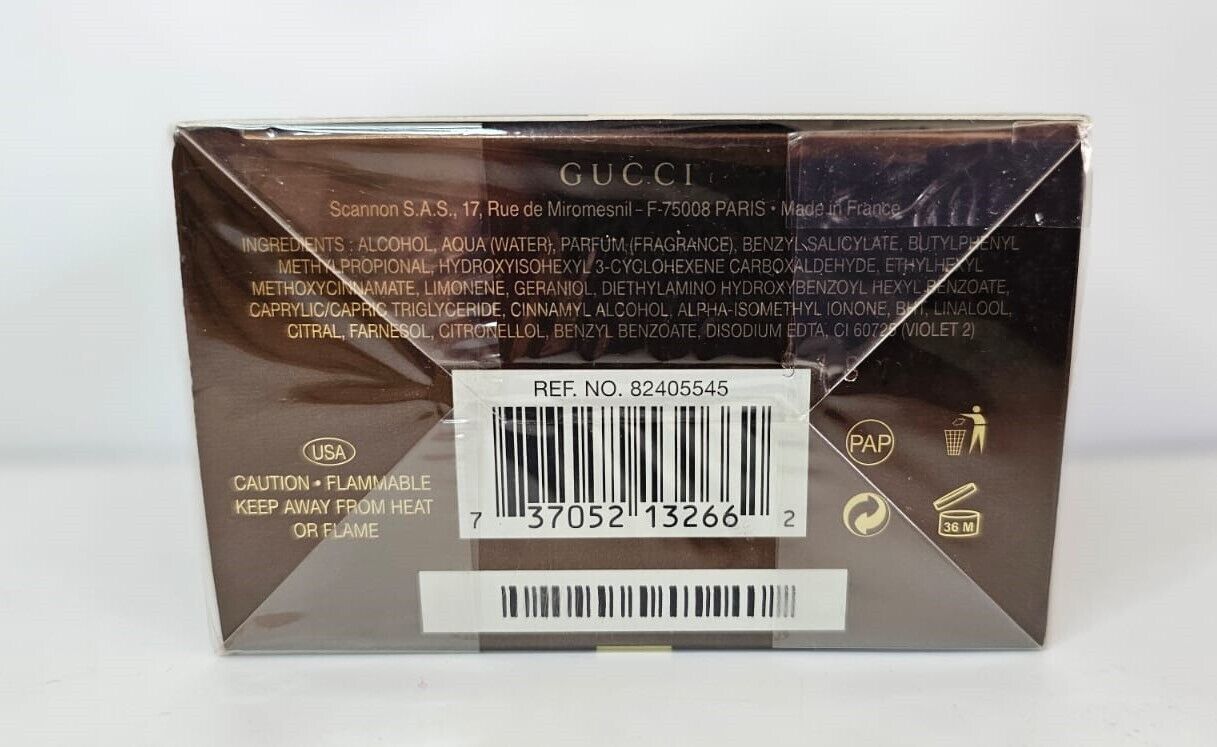 GUCCI
Scannon S.A.S., 17, Rue de Miromesnil - F-75008 PARIS • Made in France
INGREDIENTS : ALCOHOL, AQUA (WATER), PARFUM (FRAGRANCE), BENZYL SALICYLATE, BUTYLPHENYL
METHYLPROPIONAL, HYDROXYISOHEXYL 3-CYCLOHEXENE CARBOXALDEHYDE, ETHYLHEXYL
METHOXYCINNAMATE, LIMONENE, GERANIOL, DIETHYLAMINO HYDROXYBENZOYL HEXYL BENZOATE,
CAPRYLIC/CAPRIC TRIGLYCERIDE, CINNAMYL ALCOHOL, ALPHA-ISOMETHYL IONONE, BHT, LINALOOL,
CITRAL, FARNESOL, CITRONELLOL, BENZYL BENZOATE, DISODIUM EDTA, CI 60725 (VIOLET 2)
REF. NO. 82405545
7 37052 13266 2
USA
CAUTION • FLAMMABLE
KEEP AWAY FROM HEAT
OR FLAME
PAP
36 M